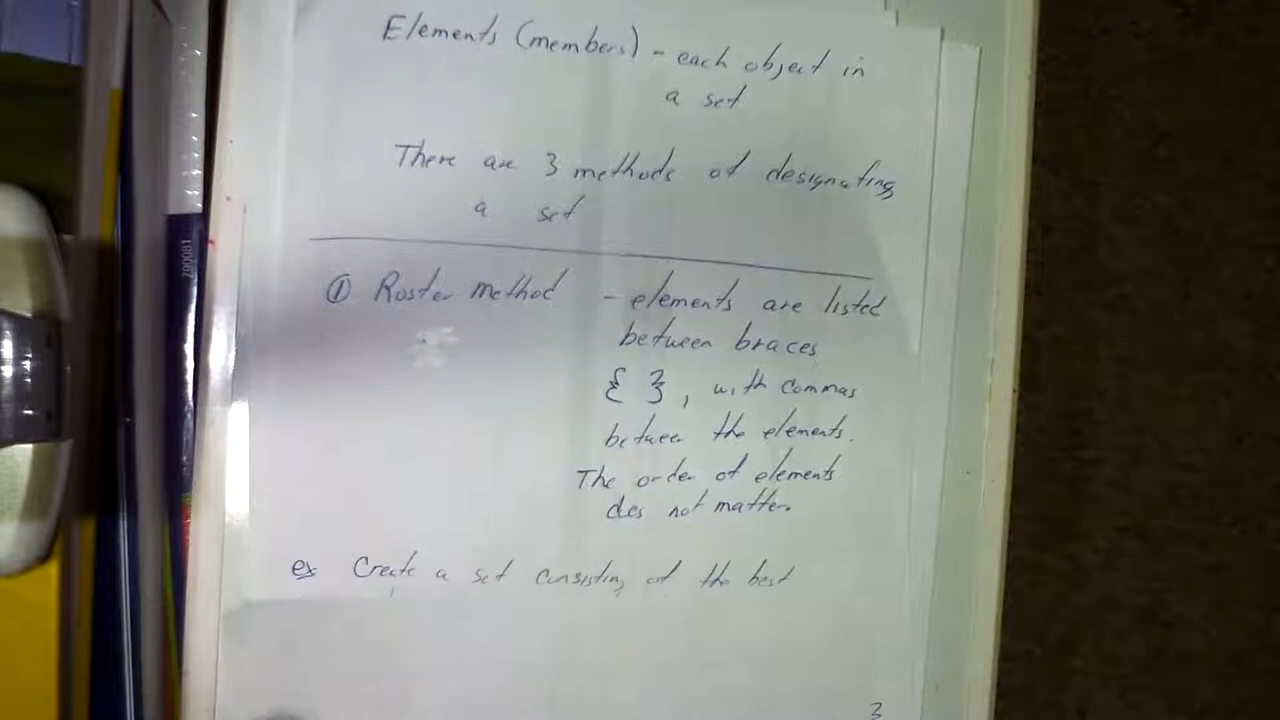 Elements (members) - each object in
a set
There are 3 methods of designating
a set
① Roster method - elements are listed
between braces
{ }, with commas
between the elements.
The order of elements
does not matter.
ex Create a set consisting of the best
3
790081